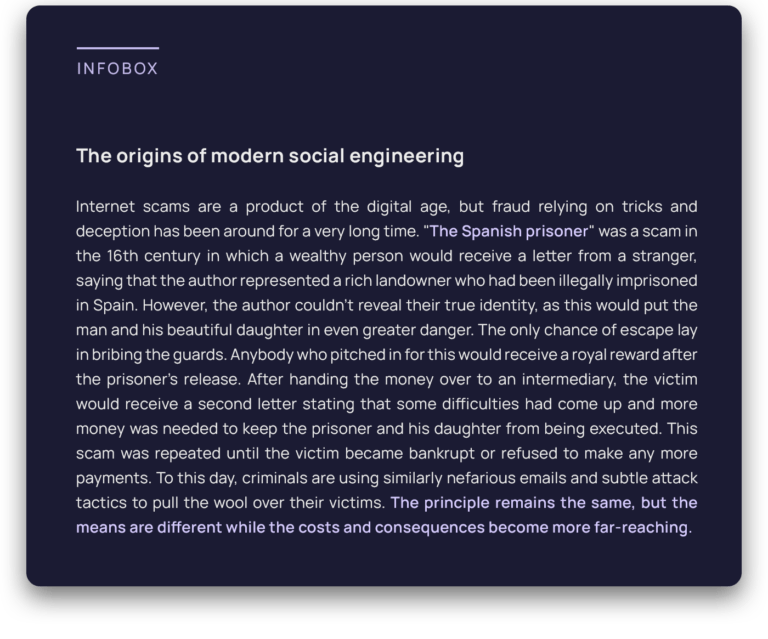 INFOBOX
The origins of modern social engineering
Internet scams are a product of the digital age, but fraud relying on tricks and
deception has been around for a very long time. "The Spanish prisoner" was a scam in
the 16th century in which a wealthy person would receive a letter from a stranger,
saying that the author represented a rich landowner who had been illegally imprisoned
in Spain. However, the author couldn't reveal their true identity, as this would put the
man and his beautiful daughter in even greater danger. The only chance of escape lay
in bribing the guards. Anybody who pitched in for this would receive a royal reward after
the prisoner's release. After handing the money over to an intermediary, the victim
would receive a second letter stating that some difficulties had come up and more
money was needed to keep the prisoner and his daughter from being executed. This
scam was repeated until the victim became bankrupt or refused to make any more
payments. To this day, criminals are using similarly nefarious emails and subtle attack
tactics to pull the wool over their victims. The principle remains the same, but the
means are different while the costs and consequences become more far-reaching.